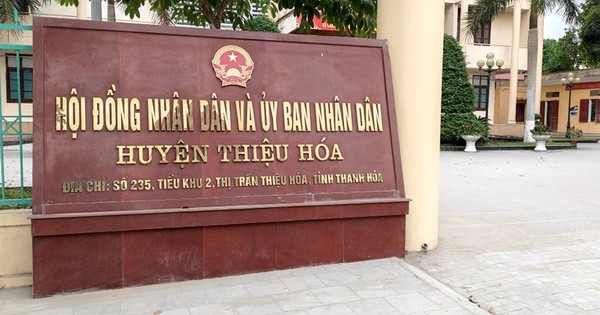 HỘI ĐỒNG NHÂN DÂN VÀ ỦY BAN NHÂN DÂN
HUYỆN THIỆU HÓA
ĐỊA CHỈ: SỐ 235, TIỂU KHU 2, THỊ TRẤN THIỆU HÓA, TỈNH THANH HÓA